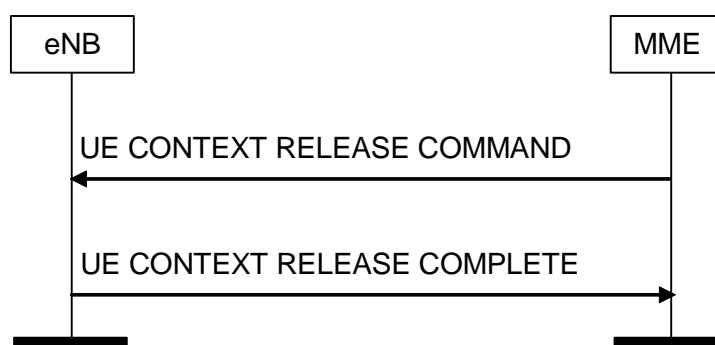 eNB
MME
UE CONTEXT RELEASE COMMAND
UE CONTEXT RELEASE COMPLETE